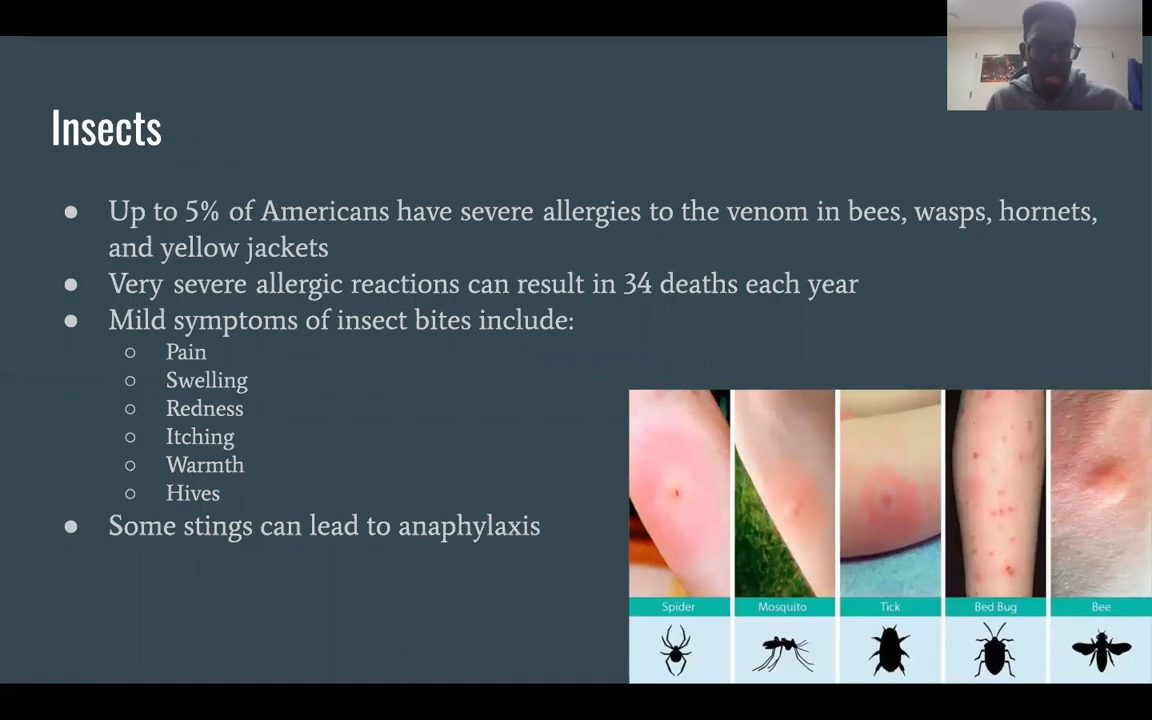 Insects
● Up to 5% of Americans have severe allergies to the venom in bees, wasps, hornets,
and yellow jackets
● Very severe allergic reactions can result in 34 deaths each year
● Mild symptoms of insect bites include:
○ Pain
○ Swelling
○ Redness
○ Itching
○ Warmth
○ Hives
● Some stings can lead to anaphylaxis
Spider Mosquito Tick Bed Bug Bee